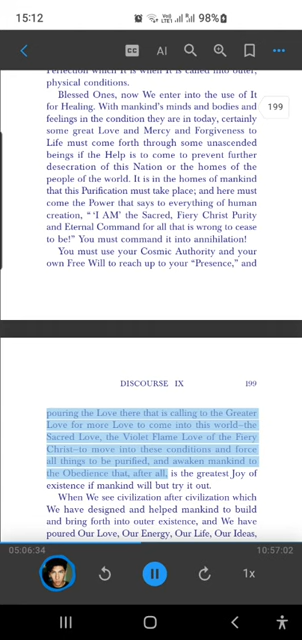 15:12
98%
CC
AI
Perfection which It is when It is called into outer,
physical conditions.
Blessed Ones, now We enter into the use of It
for Healing. With mankind's minds and bodies and
feelings in the condition they are in today, certainly
some great Love and Mercy and Forgiveness to
Life must come forth through some unascended
beings if the Help is to come to prevent further
desecration of this Nation or the homes of the
people of the world. It is in the homes of mankind
that this Purification must take place; and here must
come the Power that says to everything of human
creation, “ ‘I AM’ the Sacred, Fiery Christ Purity
and Eternal Command for all that is wrong to cease
to be!” You must command it into annihilation!
You must use your Cosmic Authority and your
own Free Will to reach up to your “Presence,” and
199
DISCOURSE IX 199
pouring the Love there that is calling to the Greater
Love for more Love to come into this world—the
Sacred Love, the Violet Flame Love of the Fiery
Christ—to move into these conditions and force
all things to be purified, and awaken mankind to
the Obedience that, after all, is the greatest Joy of
existence if mankind will but try it out.
When We see civilization after civilization which
We have designed and helped mankind to build
and bring forth into outer existence, and We have
poured Our Love, Our Energy, Our Life, Our Ideas,
05:06:34 10:57:02
1x